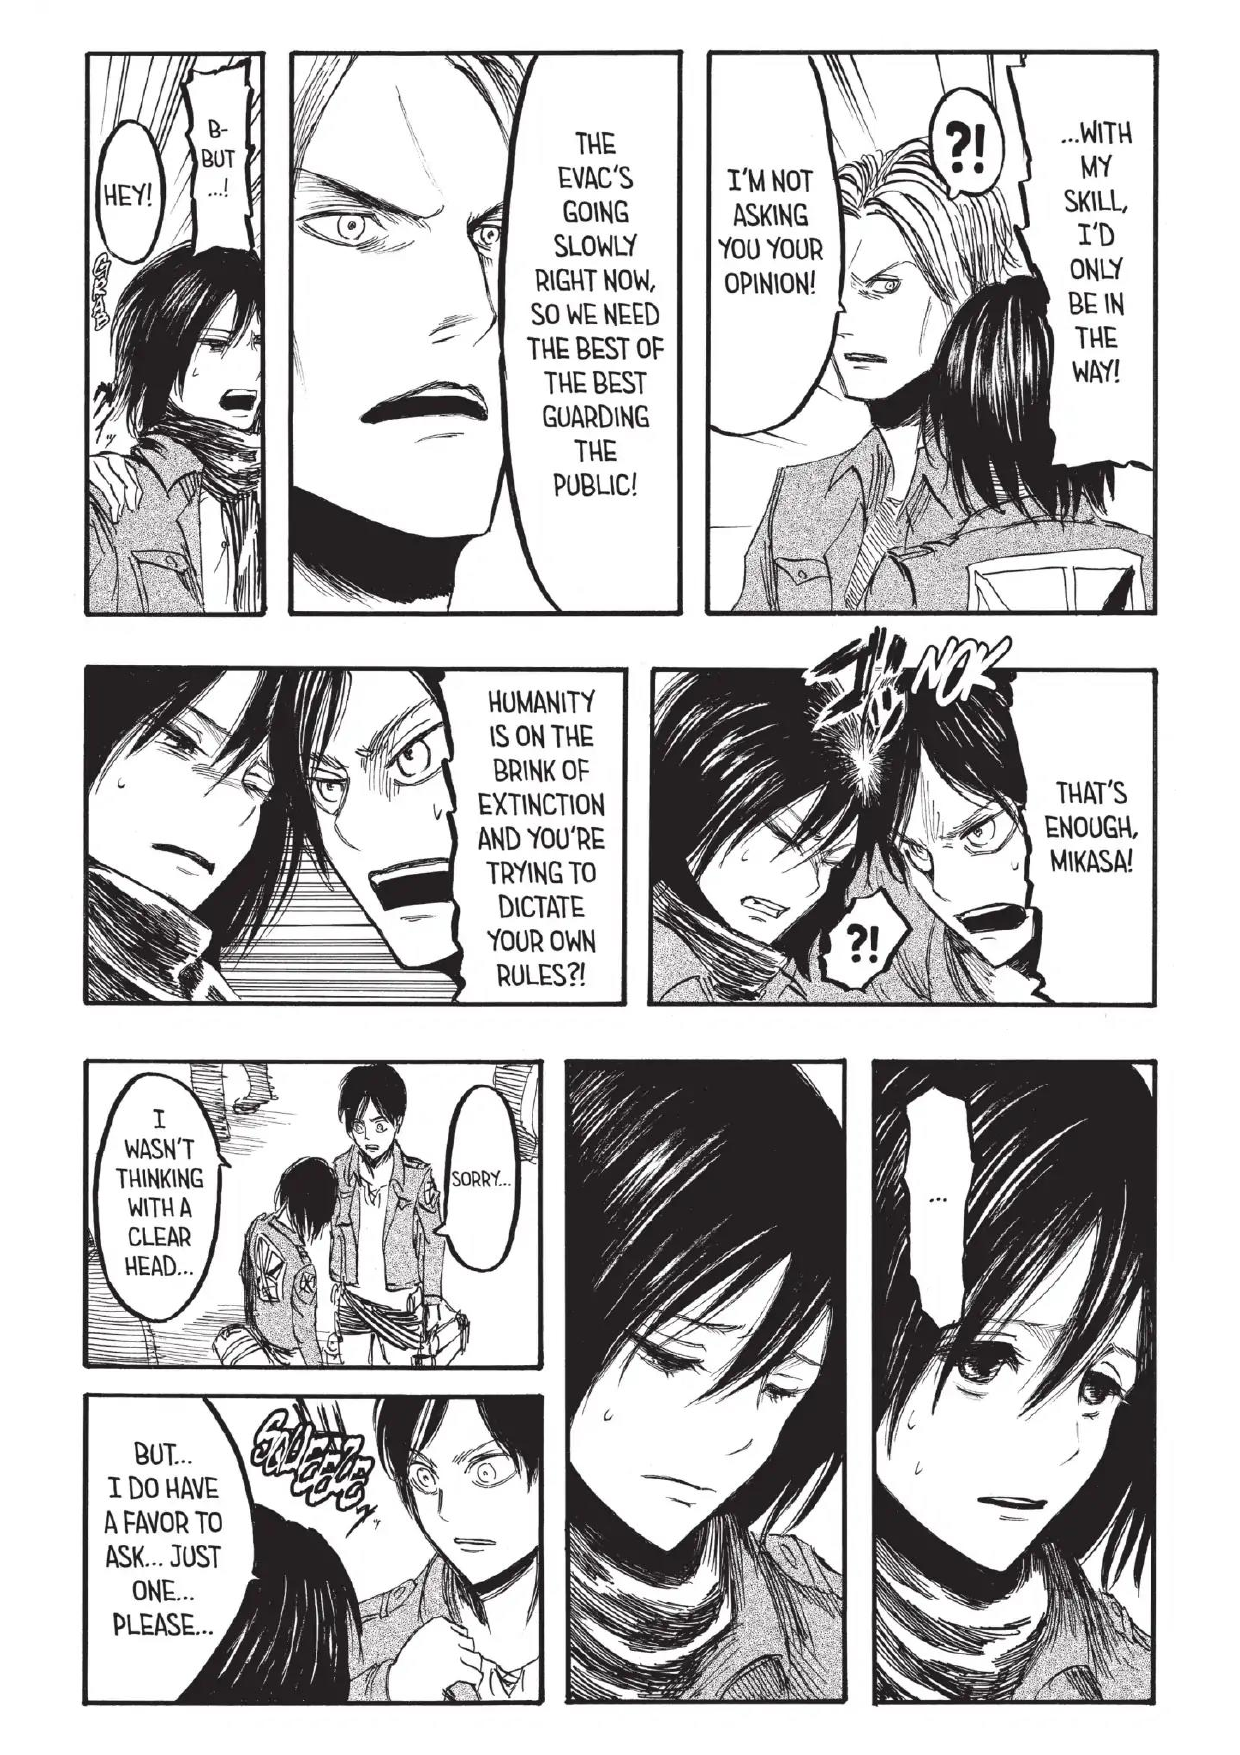 ...WITH
MY
SKILL,
I'D
ONLY
BE IN
THE
WAY!
?!
I'M NOT
ASKING
YOU YOUR
OPINION!
THE
EVAC'S
GOING
SLOWLY
RIGHT NOW,
SO WE NEED
THE BEST OF
THE BEST
GUARDING
THE
PUBLIC!
B-
BUT
...!
HEY!
GRAB
THAT'S
ENOUGH,
MIKASA!
NOK
?!
HUMANITY
IS ON THE
BRINK OF
EXTINCTION
AND YOU'RE
TRYING TO
DICTATE
YOUR OWN
RULES?!
...
SORRY...
I
WASN'T
THINKING
WITH A
CLEAR
HEAD...
BUT...
I DO HAVE
A FAVOR TO
ASK... JUST
ONE...
PLEASE...